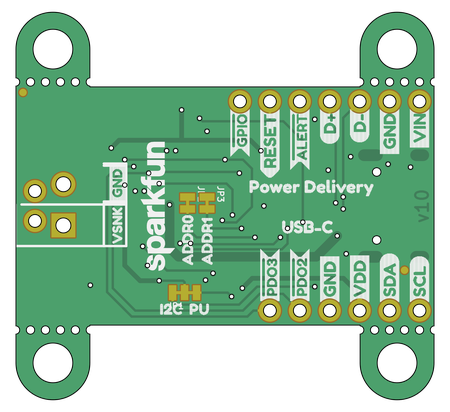 GPIO
RESET
ALERT
D+
D-
GND
VIN
sparkfun
GND
VSNK
Power Delivery
JP3
ADDR0
ADDR1
USB-C
v10
PDO3
PDO2
GND
VDD
SDA
SCL
JP1
I2C PU